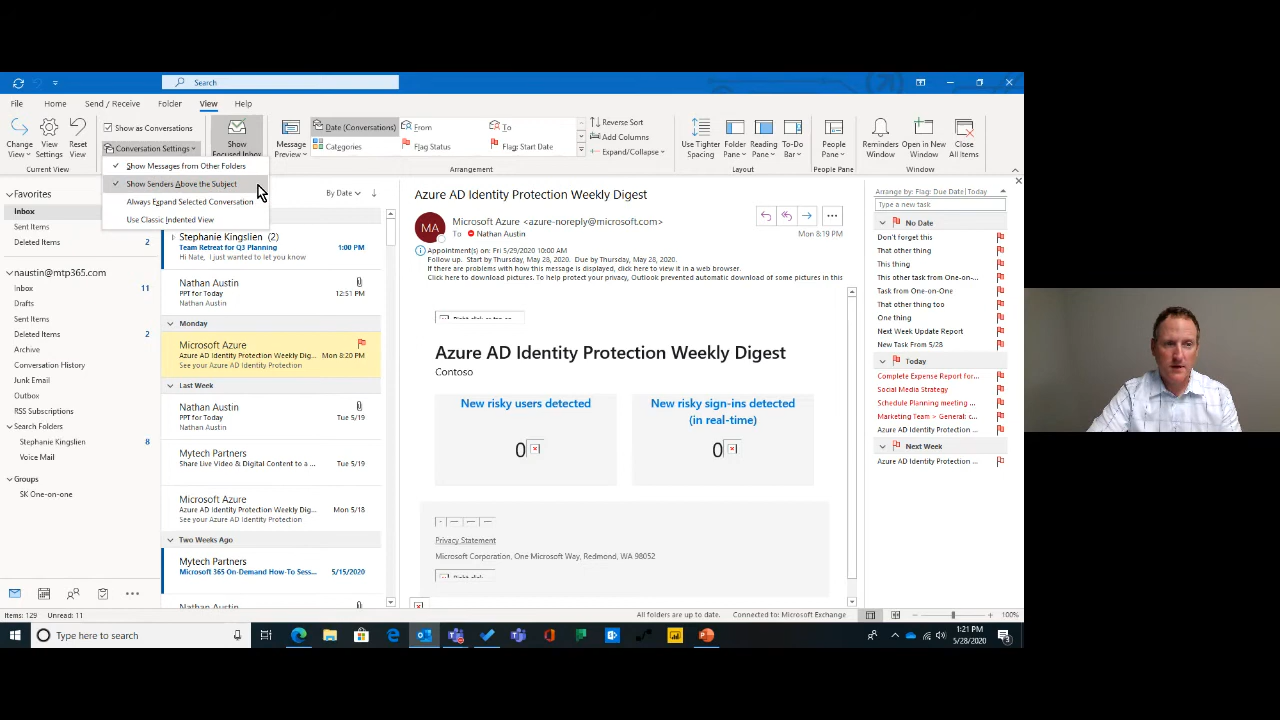 Search
File Home Send / Receive Folder View Help
Change View Settings Reset View
Show as Conversations
Conversation Settings
Show Messages from Other Folders
Show Senders Above the Subject
Always Expand Selected Conversation
Use Classic Indented View
Show Focused Inbox
Message Preview
Date (Conversations) From To
Categories Flag Status Flag: Start Date
Reverse Sort
Add Columns
Arrangement
Use Tighter Spacing Folder Pane Reading Pane To-Do Bar
Layout
People Pane
People Pane
Reminders Window Open in New Window Close All Items
Window
Favorites
Inbox
Sent Items
Deleted Items 2
naustin@mtp365.com
Inbox 11
Drafts
Sent Items
Deleted Items 2
Archive
Conversation History
Junk Email
Outbox
RSS Subscriptions
Search Folders
Stephanie Kingslien 8
Voice Mail
Groups
SK One-on-one
By Date
Stephanie Kingslien (2)
Team Retreat for Q3 Planning 1:00 PM
Hi Nate, I just wanted to let you know
Nathan Austin
PPT for Today 12:51 PM
Nathan Austin
Monday
Microsoft Azure
Azure AD Identity Protection Weekly Dig... Mon 8:20 PM
See your Azure AD Identity Protection
Last Week
Nathan Austin
PPT for Today Tue 5/19
Nathan Austin
Mytech Partners
Share Live Video & Digital Content to a ... Tue 5/19
Microsoft Azure
Azure AD Identity Protection Weekly Dig... Mon 5/18
See your Azure AD Identity Protection
Two Weeks Ago
Mytech Partners
Microsoft 365 On-Demand How-To Sess... 5/15/2020
Nathan Austin
Azure AD Identity Protection Weekly Digest
MA
Microsoft Azure <azure-noreply@microsoft.com>
To Nathan Austin
Mon 8:19 PM
Appointment(s) on: Fri 5/29/2020 10:00 AM
Follow up. Start by Thursday, May 28, 2020. Due by Thursday, May 28, 2020.
If there are problems with how this message is displayed, click here to view it in a web browser.
Click here to download pictures. To help protect your privacy, Outlook prevented automatic download of some pictures in this
Azure AD Identity Protection Weekly Digest
Contoso
New risky users detected
0
New risky sign-ins detected
(in real-time)
0
Privacy Statement
Microsoft Corporation, One Microsoft Way, Redmond, WA 98052
Arrange by: Flag: Due Date Today
Type a new task
No Date
Don't forget this
That other thing
This thing
This other task from One-on-...
Task from One-on-One
That other thing too
One thing
Next Week Update Report
New Task From 5/28
Today
Complete Expense Report for...
Social Media Strategy
Schedule Planning meeting ...
Marketing Team > General: c...
Azure AD Identity Protection ...
Next Week
Azure AD Identity Protection ...
Items: 129 Unread: 11
All folders are up to date. Connected to: Microsoft Exchange
100%
Type here to search
1:21 PM
5/28/2020
3